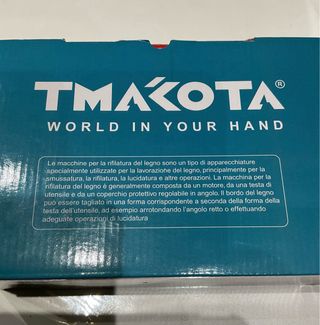 TMAKOTA®
WORLD IN YOUR HAND
Le macchine per la rifilatura del legno sono un tipo di apparecchiature
specialmente utilizzate per la lavorazione del legno, principalmente per la
smussatura, la rifilatura, la lucidatura e altre operazioni. La macchina per la
rifilatura del legno è generalmente composta da un motore, da una testa di
utensile e da un coperchio protettivo regolabile in angolo. Il bordo del legno
può essere tagliato in una forma corrispondente a seconda della forma della
testa dell'utensile, ad esempio arrotondando l'angolo retto o effettuando
adeguate operazioni di lucidatura